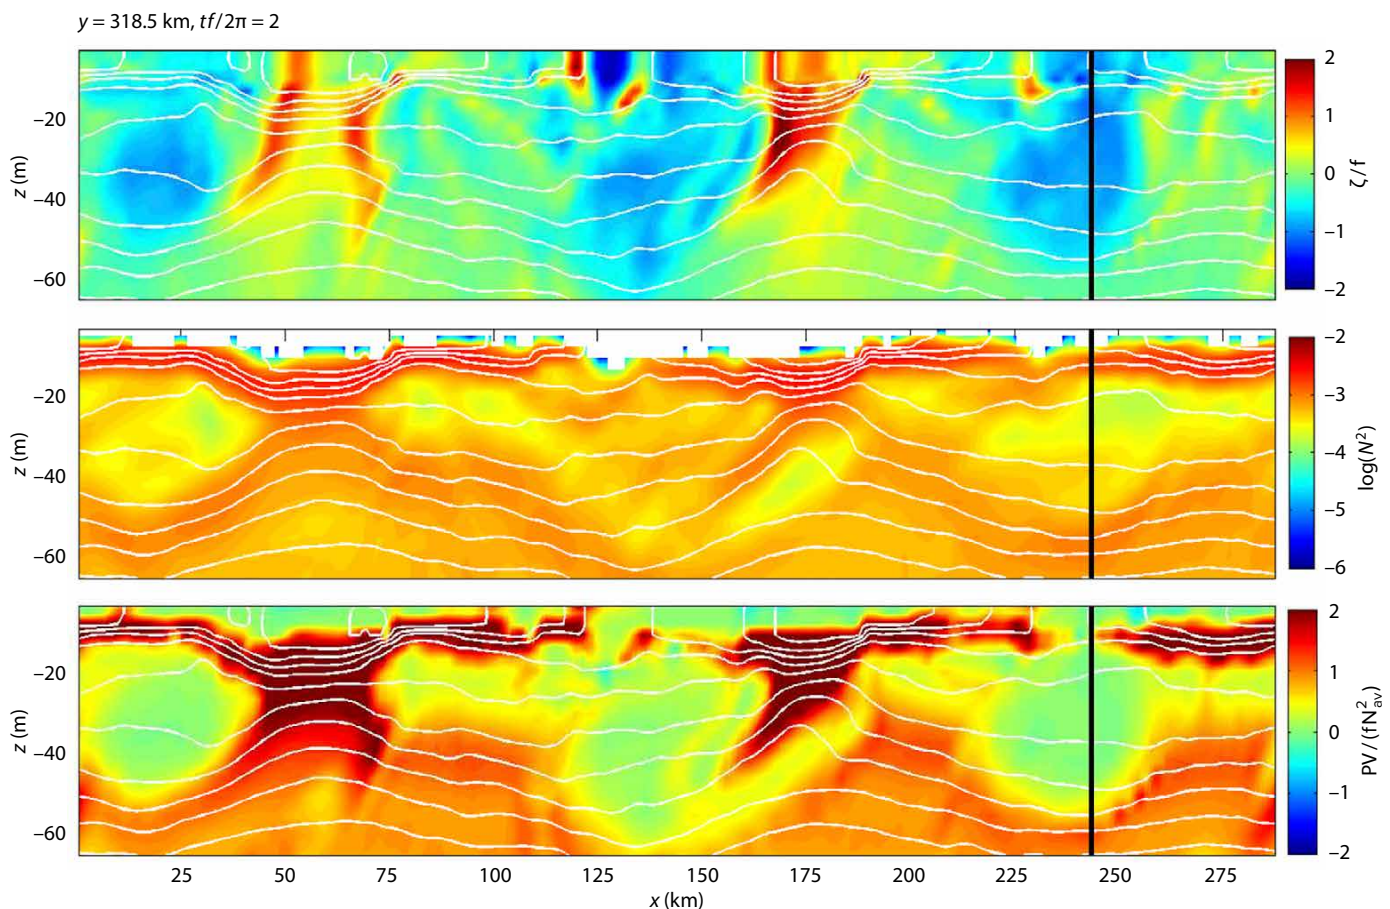 y = 318.5 km, tf/2π = 2
z (m)
–20
–40
–60
2
1
0
–1
–2
ζ/f
z (m)
–20
–40
–60
–2
–3
–4
–5
–6
log(N²)
z (m)
–20
–40
–60
2
1
0
–1
–2
PV/(fN²av)
25 50 75 100 125 150 175 200 225 250 275
x (km)